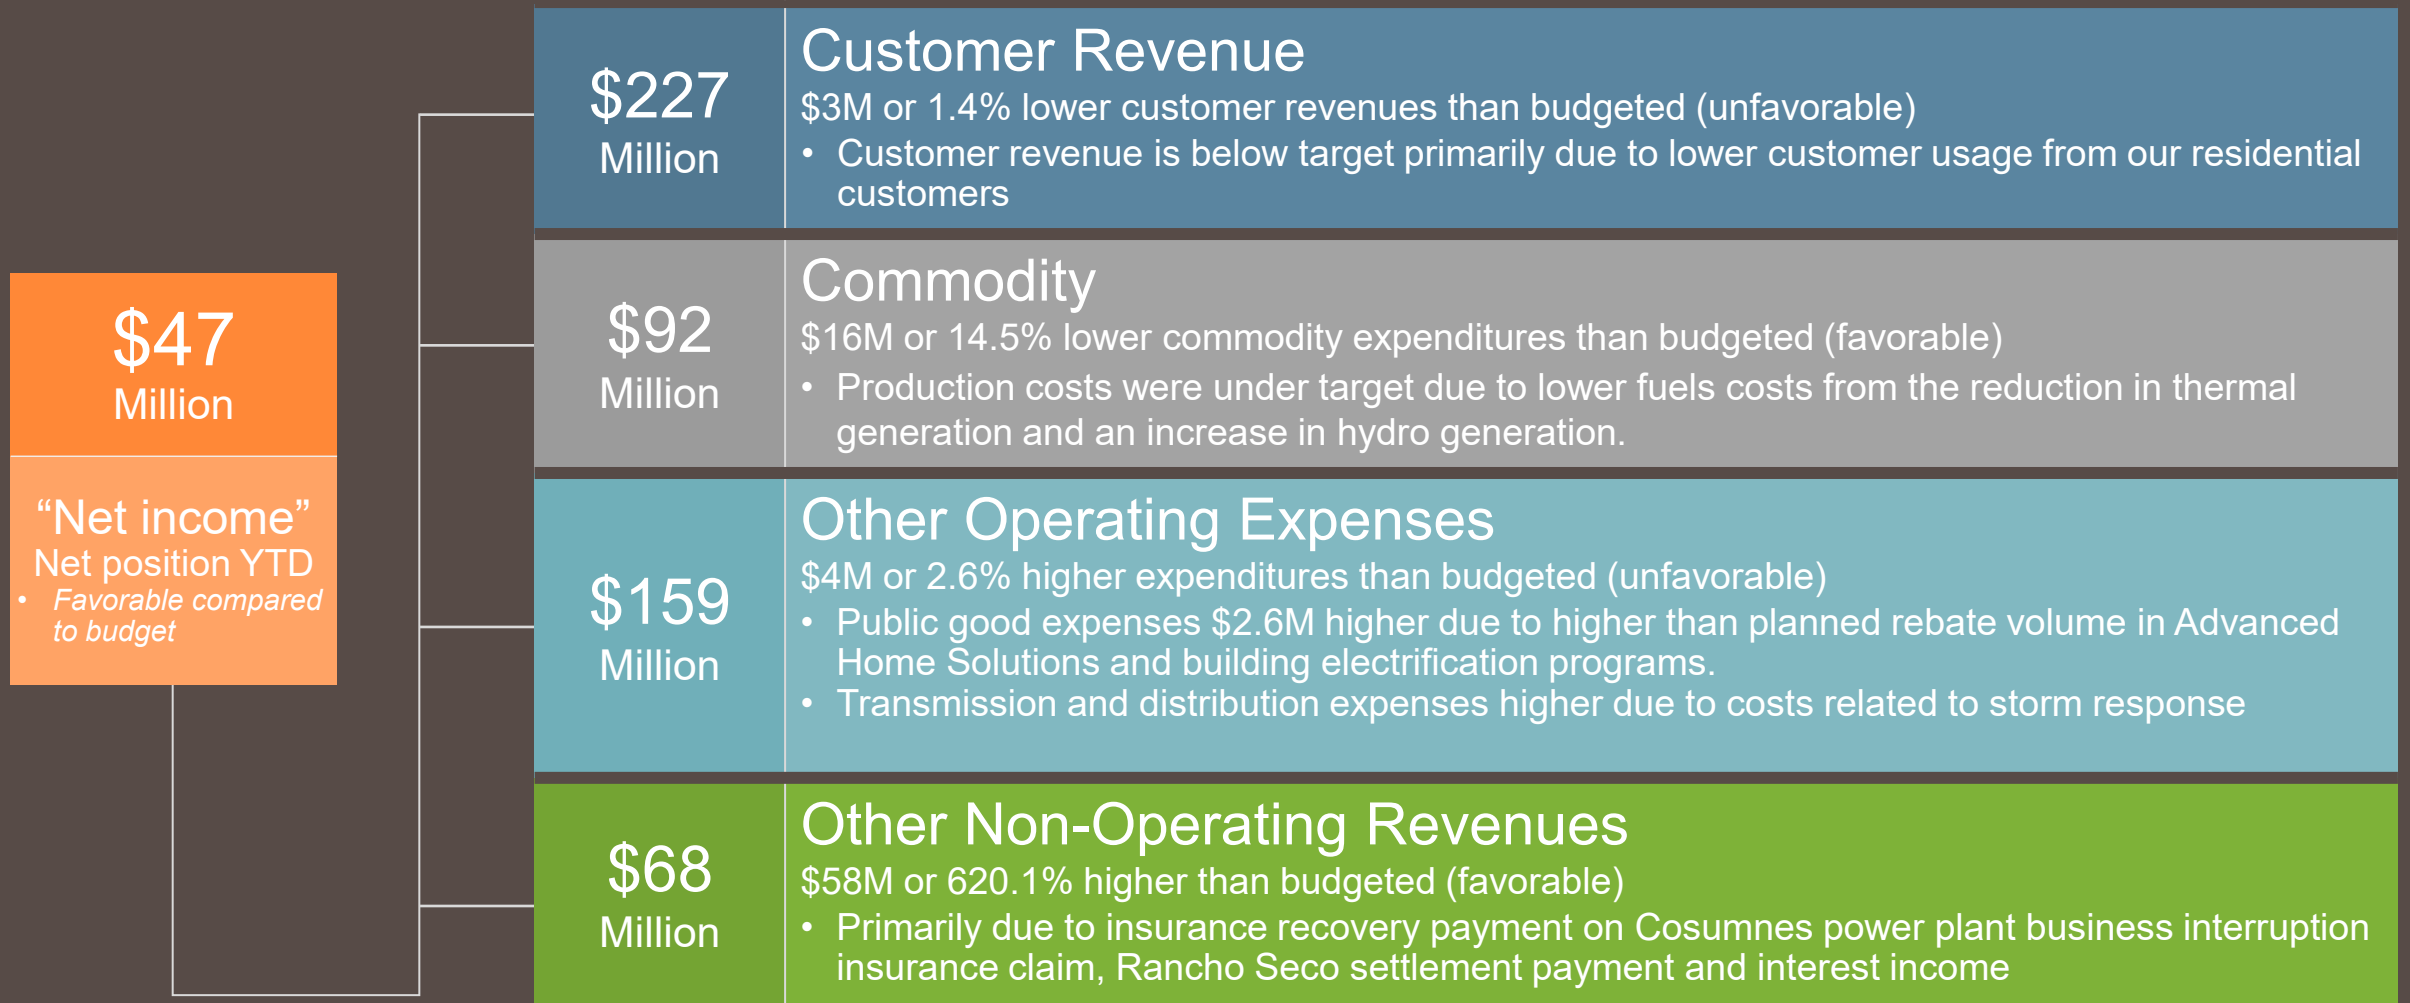 $47
Million
“Net income”
Net position YTD
• Favorable compared
to budget
$227
Million
Customer Revenue
$3M or 1.4% lower customer revenues than budgeted (unfavorable)
• Customer revenue is below target primarily due to lower customer usage from our residential
customers
$92
Million
Commodity
$16M or 14.5% lower commodity expenditures than budgeted (favorable)
• Production costs were under target due to lower fuels costs from the reduction in thermal
generation and an increase in hydro generation.
$159
Million
Other Operating Expenses
$4M or 2.6% higher expenditures than budgeted (unfavorable)
• Public good expenses $2.6M higher due to higher than planned rebate volume in Advanced
Home Solutions and building electrification programs.
• Transmission and distribution expenses higher due to costs related to storm response
$68
Million
Other Non-Operating Revenues
$58M or 620.1% higher than budgeted (favorable)
• Primarily due to insurance recovery payment on Cosumnes power plant business interruption
insurance claim, Rancho Seco settlement payment and interest income